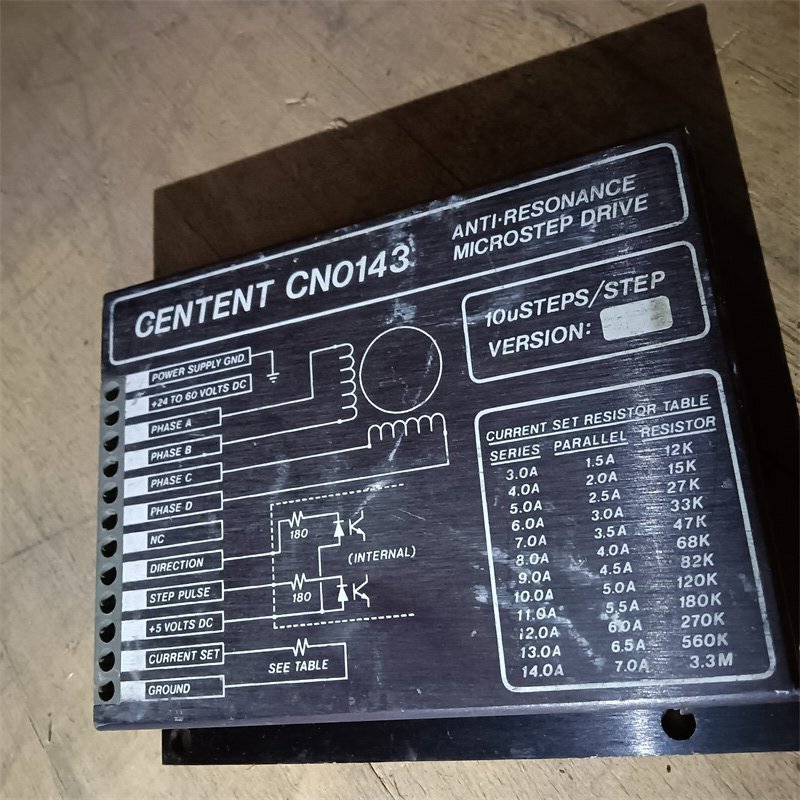 CENTENT CN0143
ANTI-RESONANCE
MICROSTEP DRIVE
10uSTEPS/STEP
VERSION:
POWER SUPPLY GND.
+24 TO 60 VOLTS DC
PHASE A
PHASE B
PHASE C
PHASE D
NC
DIRECTION
STEP PULSE
+5 VOLTS DC
CURRENT SET
GROUND
180
(INTERNAL)
180
SEE TABLE
CURRENT SET RESISTOR TABLE
SERIES PARALLEL RESISTOR
3.0A 1.5A 12K
4.0A 2.0A 15K
5.0A 2.5A 27K
6.0A 3.0A 33K
7.0A 3.5A 47K
8.0A 4.0A 68K
9.0A 4.5A 82K
10.0A 5.0A 120K
11.0A 5.5A 180K
12.0A 6.0A 270K
13.0A 6.5A 560K
14.0A 7.0A 3.3M